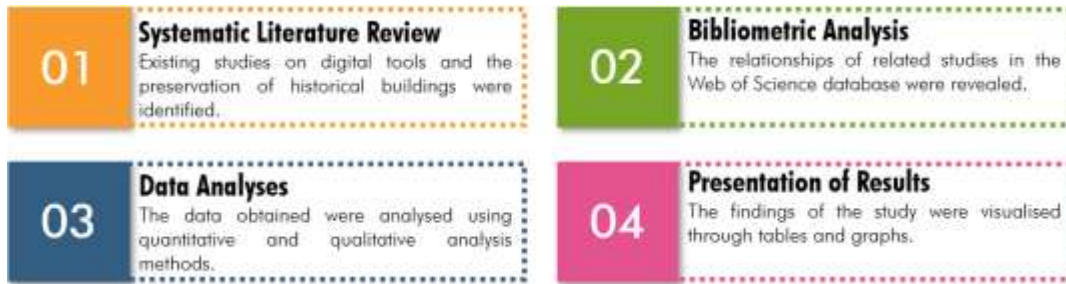 01
Systematic Literature Review
Existing studies on digital tools and the
preservation of historical buildings were
identified.
02
Bibliometric Analysis
The relationships of related studies in the
Web of Science database were revealed.
03
Data Analyses
The data obtained were analysed using
quantitative and qualitative analysis
methods.
04
Presentation of Results
The findings of the study were visualised
through tables and graphs.